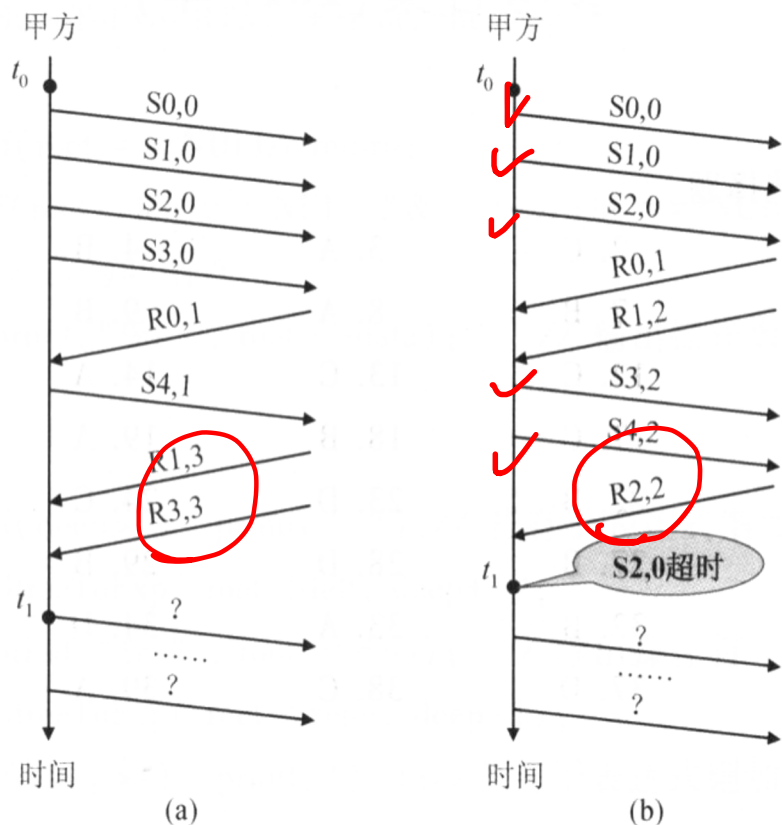 甲方
t0
S0,0
S1,0
S2,0
S3,0
R0,1
S4,1
R1,3
R3,3
t1
?
……
?
时间
(a)
甲方
t0
S0,0
S1,0
S2,0
R0,1
R1,2
S3,2
S4,2
R2,2
S2,0超时
t1
?
……
?
时间
(b)